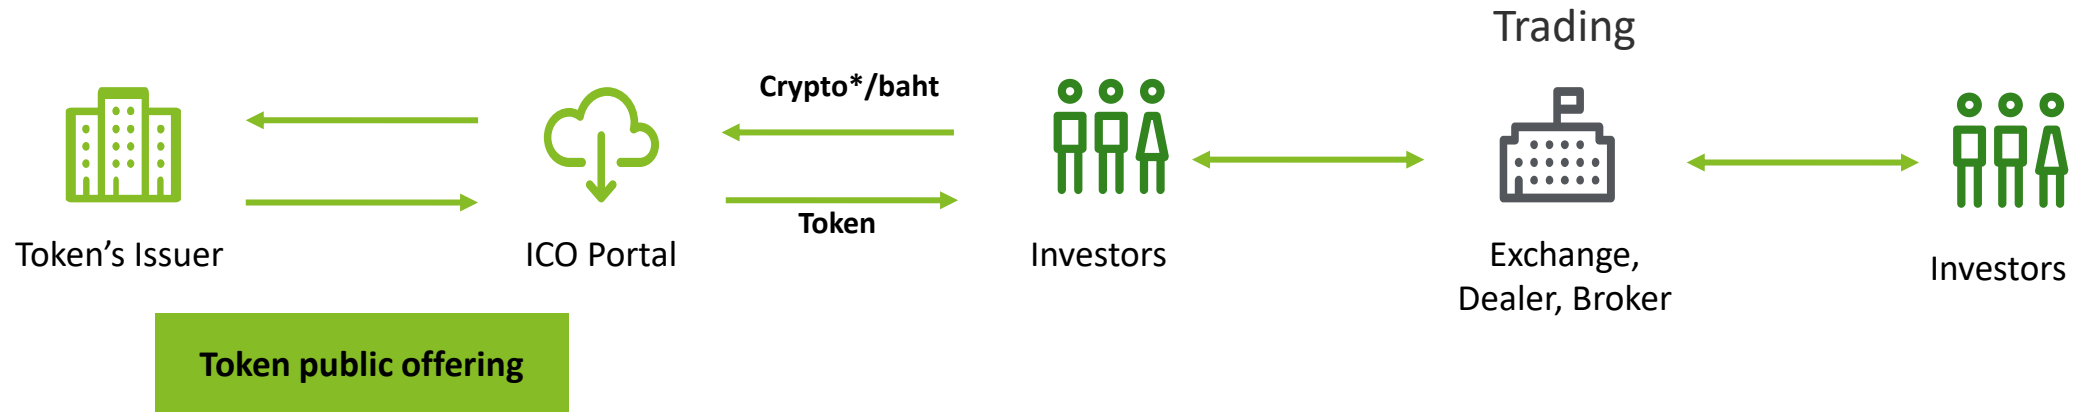 Trading
Crypto*/baht
Token
Token's Issuer
ICO Portal
Investors
Exchange,
Dealer, Broker
Investors
Token public offering